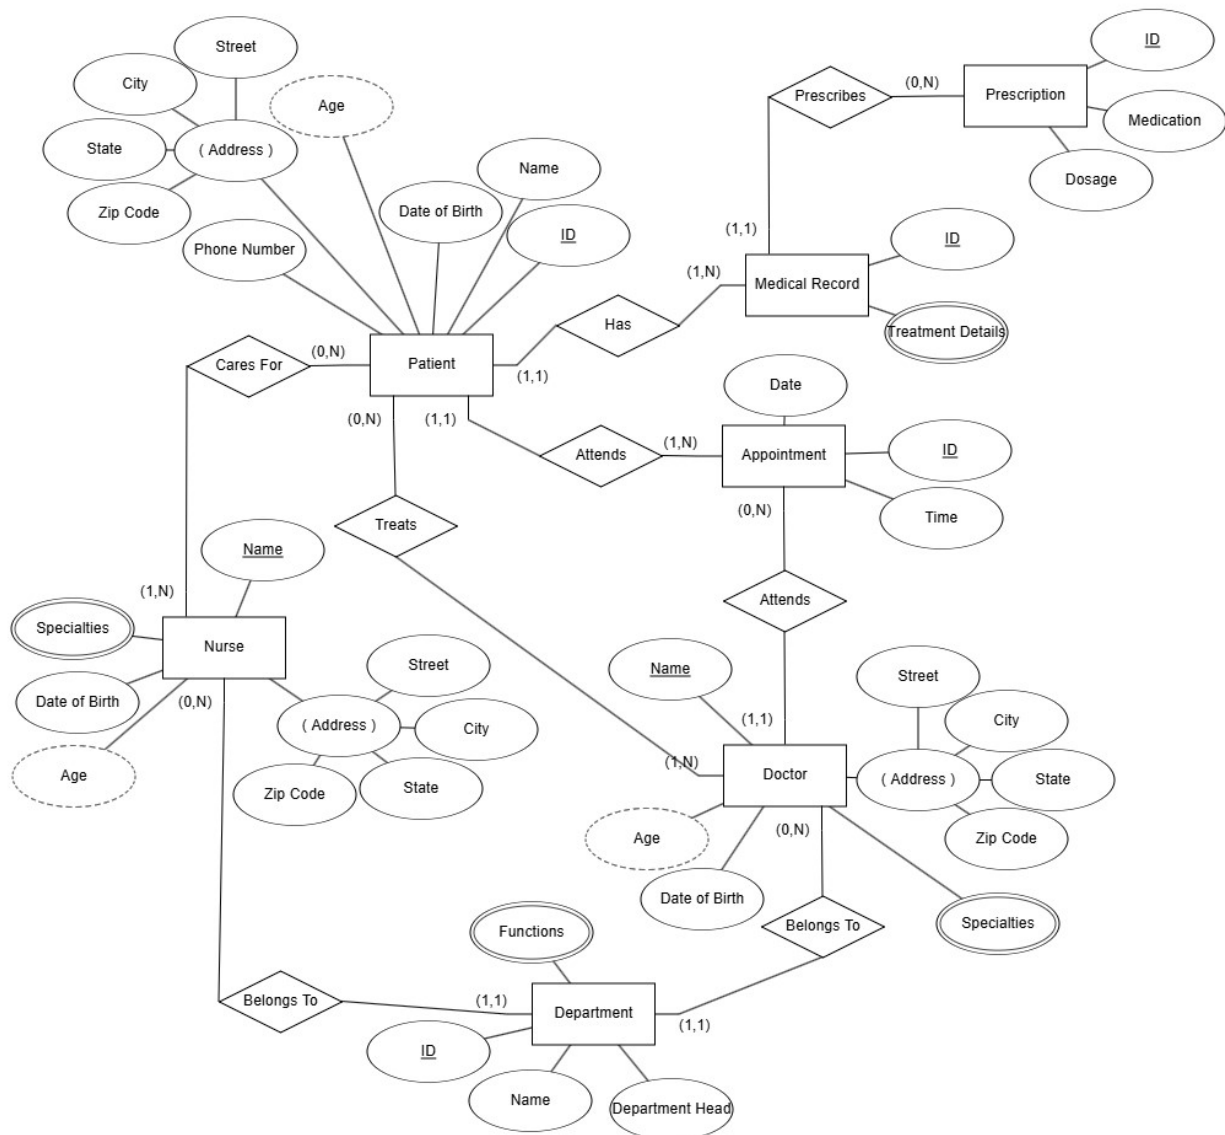 Street
ID
City
Age
Prescribes
(0,N)
Prescription
Medication
State
( Address )
Name
Dosage
Zip Code
Date of Birth
Phone Number
ID
(1,1)
ID
(1,N)
Medical Record
Has
Treatment Details
Cares For
(0,N)
Patient
(1,1)
Date
(0,N)
(1,1)
Attends
(1,N)
Appointment
ID
(0,N)
Time
Treats
Name
(1,N)
Attends
Specialties
Nurse
Street
Name
Street
Date of Birth
(0,N)
( Address )
City
(1,1)
City
Age
Zip Code
State
(1,N)
Doctor
( Address )
State
Age
(0,N)
Zip Code
Date of Birth
Specialties
Functions
Belongs To
Belongs To
(1,1)
Department
(1,1)
ID
Name
Department Head